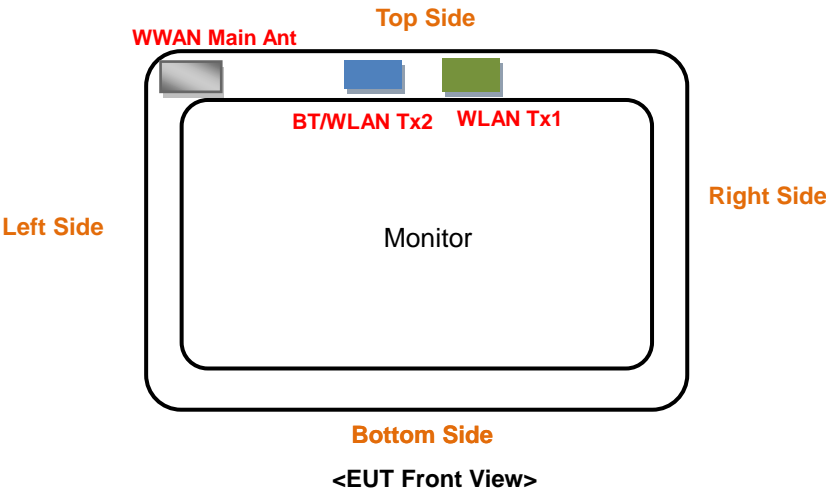 Top Side
WWAN Main Ant
BT/WLAN Tx2
WLAN Tx1
Right Side
Left Side
Monitor
Bottom Side
<EUT Front View>